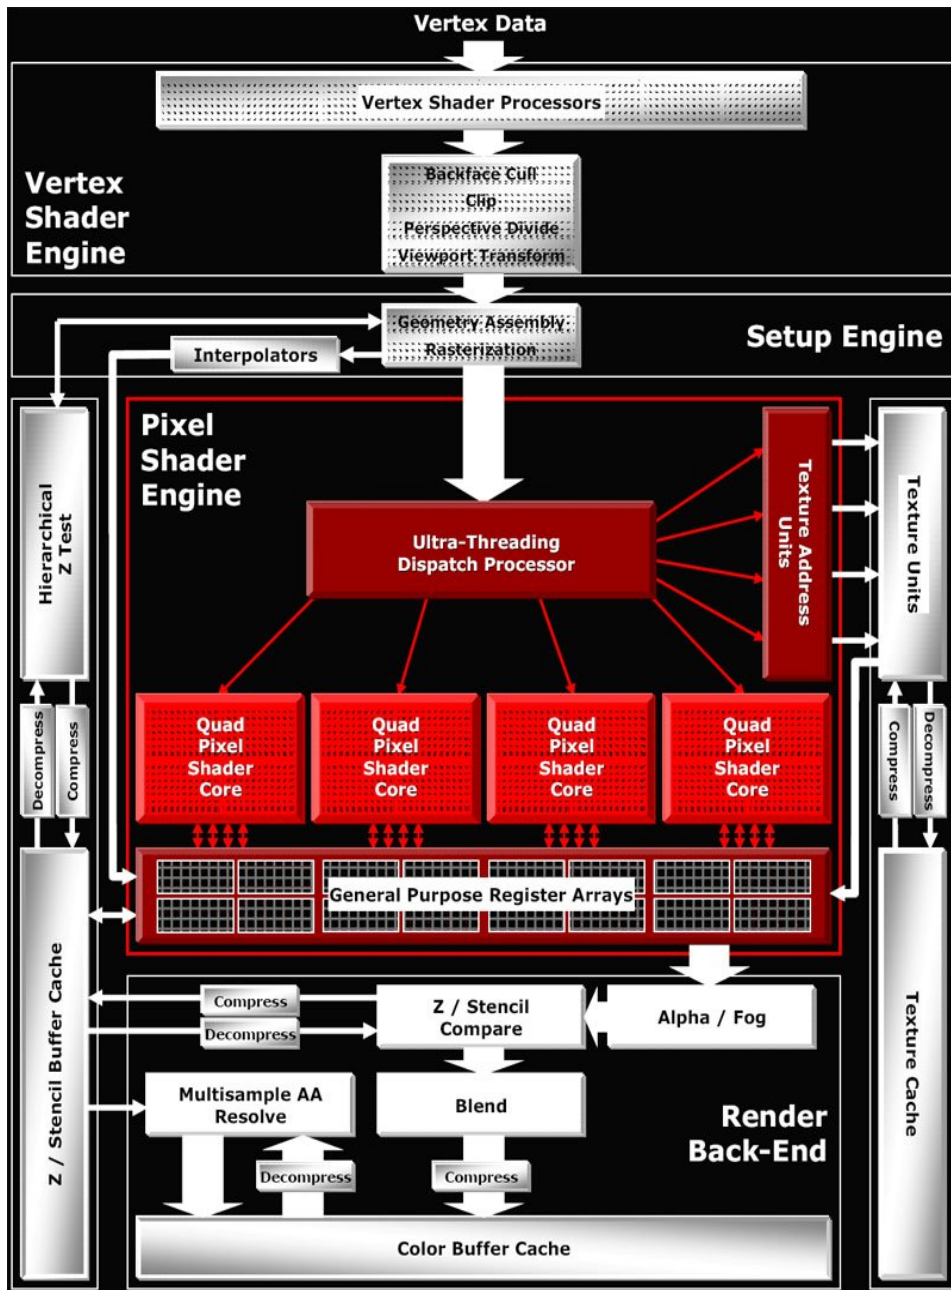 Vertex Data
Vertex Shader Processors
Backface Cull
Clip
Perspective Divide
Viewport Transform
Vertex
Shader
Engine
Geometry Assembly
Rasterization
Interpolators
Setup Engine
Pixel
Shader
Engine
Hierarchical
Z Test
Ultra-Threading
Dispatch Processor
Texture Address
Units
Texture Units
Decompress
Compress
Quad
Pixel
Shader
Core
Quad
Pixel
Shader
Core
Quad
Pixel
Shader
Core
Quad
Pixel
Shader
Core
Compress
Decompress
General Purpose Register Arrays
Z / Stencil Buffer Cache
Compress
Decompress
Z / Stencil
Compare
Alpha / Fog
Multisample AA
Resolve
Blend
Render
Back-End
Decompress
Compress
Color Buffer Cache
Texture Cache